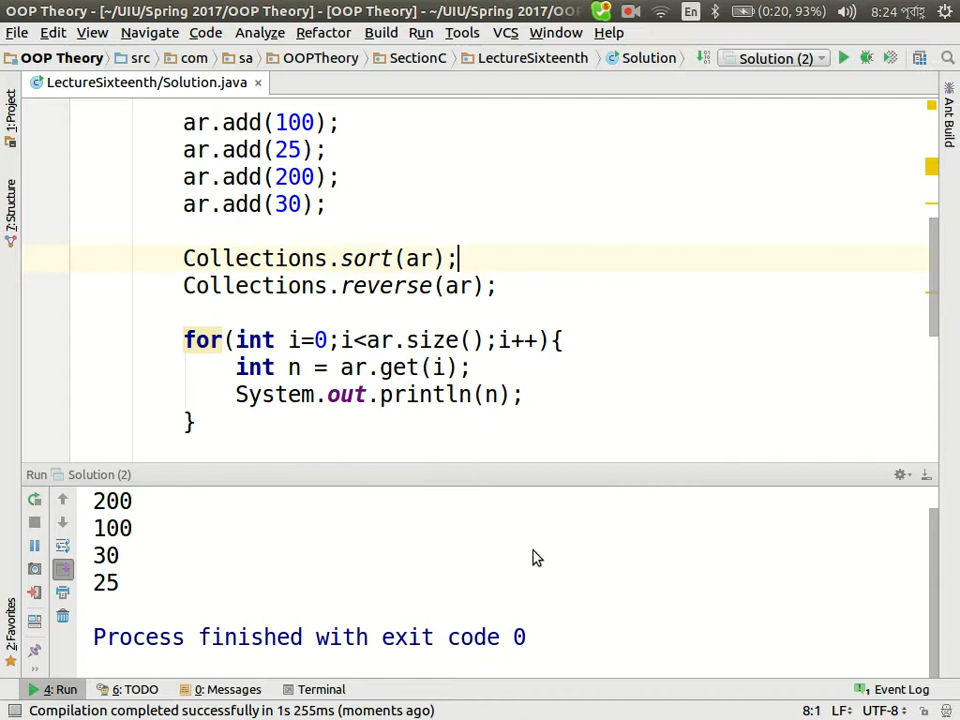 OOP Theory - [~/UIU/Spring 2017/OOP Theory] - [OOP Theory] - ~/UIU/Spring 2017/OO
En (0:20, 93%) 8:24 পূর্বাহ্ণ
File Edit View Navigate Code Analyze Refactor Build Run Tools VCS Window Help
OOP Theory src com sa OOPTheory SectionC LectureSixteenth Solution Solution (2)
LectureSixteenth/Solution.java
1: Project
7: Structure
2: Favorites
Ant Build
ar.add(100);
ar.add(25);
ar.add(200);
ar.add(30);
Collections.sort(ar);
Collections.reverse(ar);
for(int i=0;i<ar.size();i++){
int n = ar.get(i);
System.out.println(n);
}
Run Solution (2)
200
100
30
25
Process finished with exit code 0
4: Run 6: TODO 0: Messages Terminal 1 Event Log
Compilation completed successfully in 1s 255ms (moments ago) 8:1 LF÷ UTF-8÷